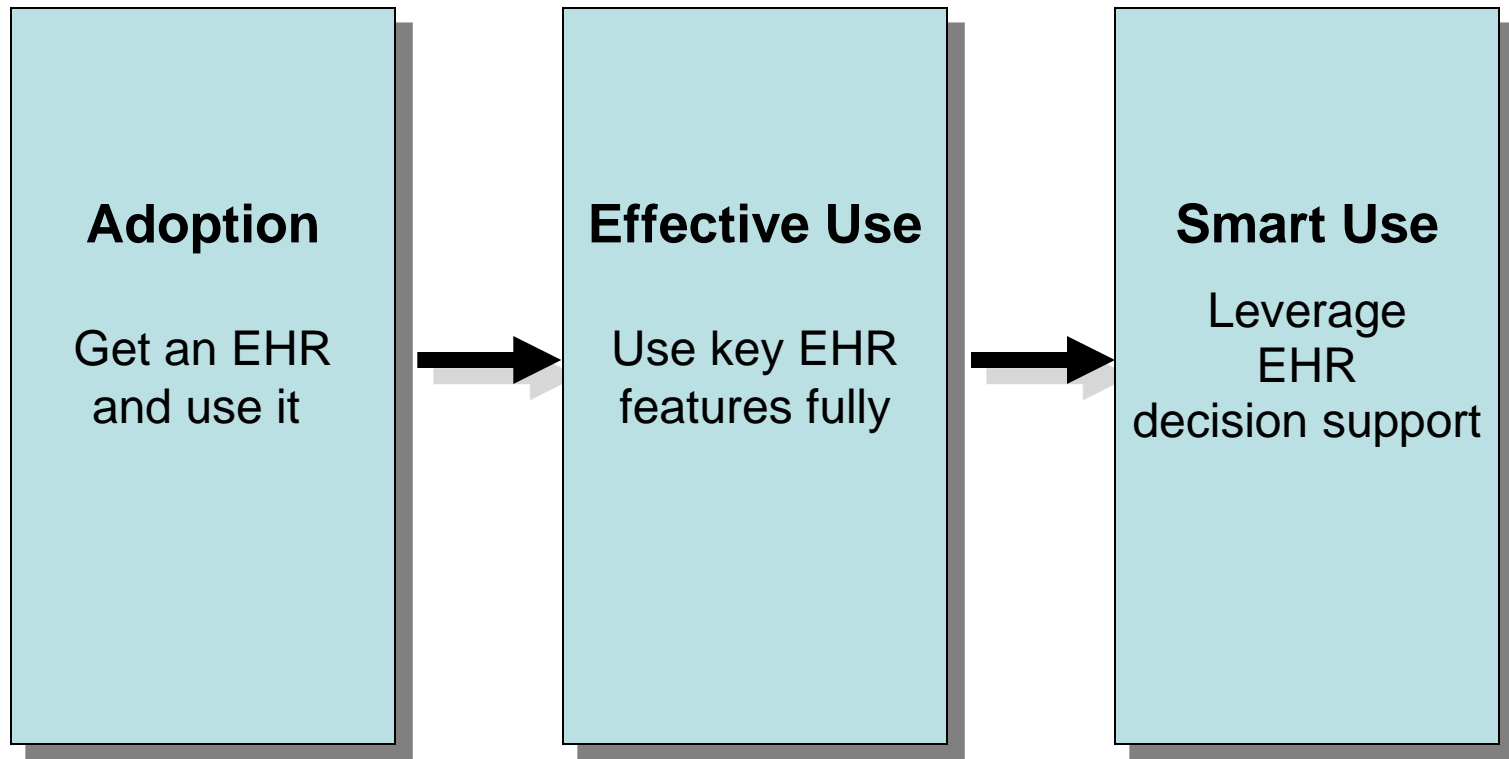 Adoption
Get an EHR
and use it
Effective Use
Use key EHR
features fully
Smart Use
Leverage
EHR
decision support